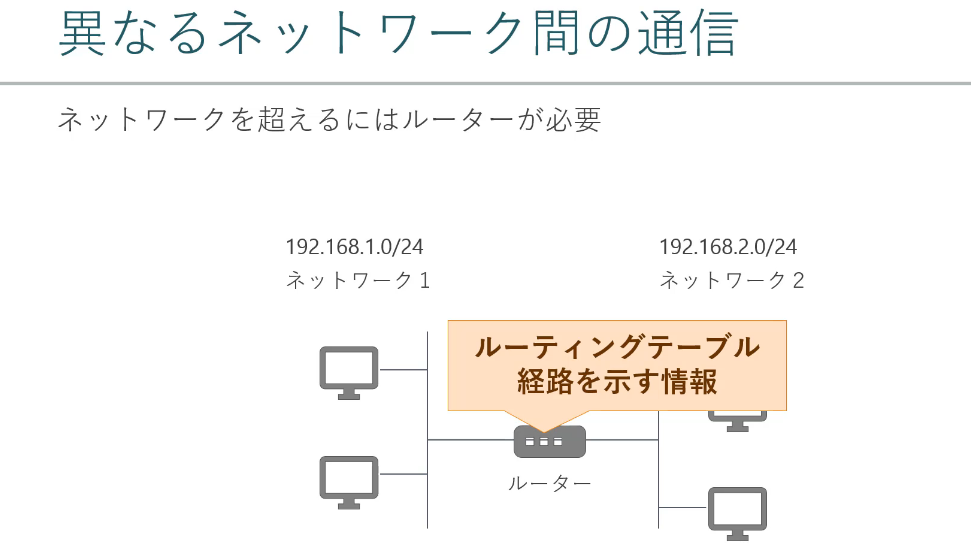 異なるネットワーク間の通信
ネットワークを超えるにはルーターが必要
192.168.1.0/24
ネットワーク１
192.168.2.0/24
ネットワーク２
ルーティングテーブル
経路を示す情報
ルーター